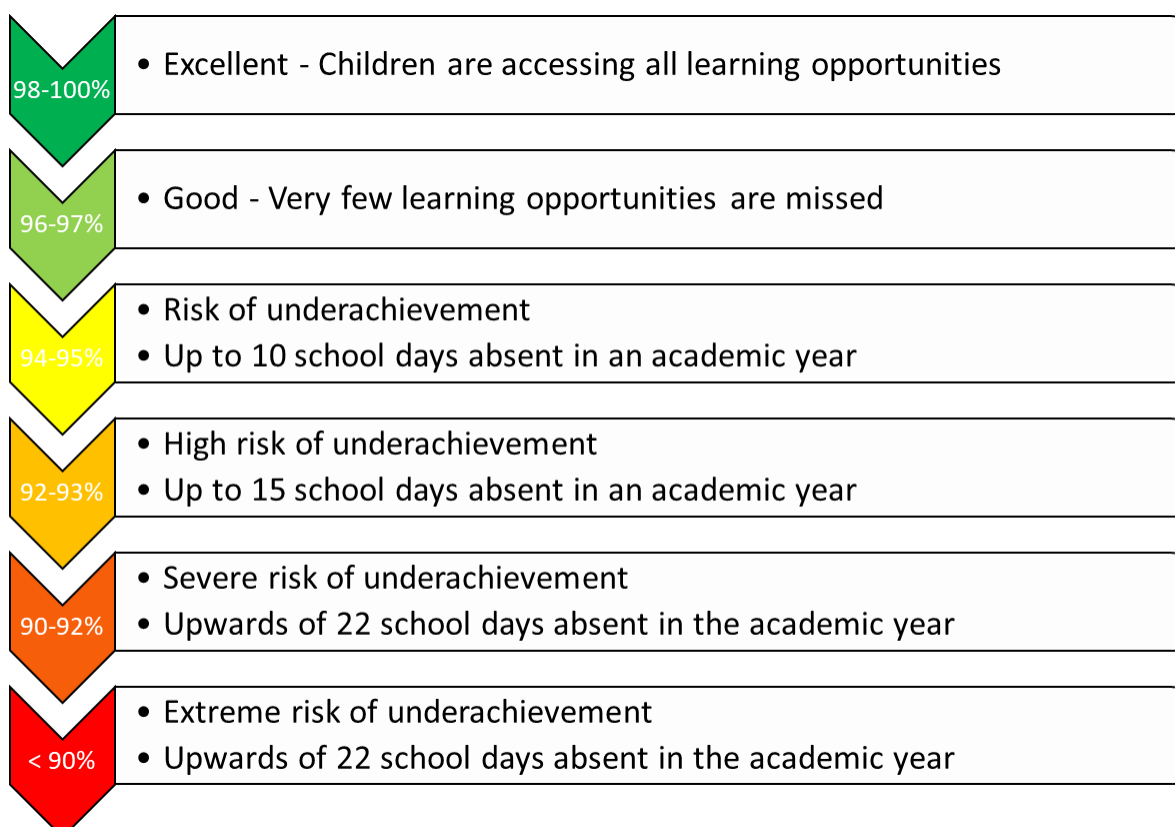 98-100%
• Excellent - Children are accessing all learning opportunities
96-97%
• Good - Very few learning opportunities are missed
94-95%
• Risk of underachievement
• Up to 10 school days absent in an academic year
92-93%
• High risk of underachievement
• Up to 15 school days absent in an academic year
90-92%
• Severe risk of underachievement
• Upwards of 22 school days absent in the academic year
< 90%
• Extreme risk of underachievement
• Upwards of 22 school days absent in the academic year